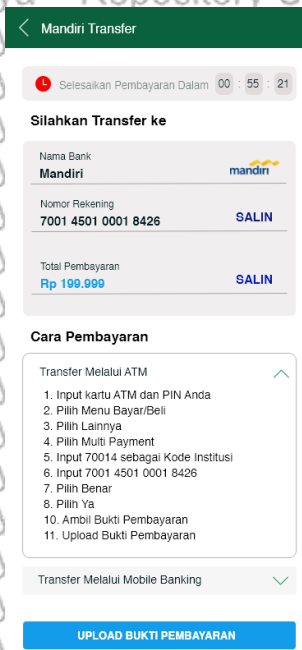 Mandiri Transfer
Selesaikan Pembayaran Dalam 00 : 55 : 21
Silahkan Transfer ke
Nama Bank
Mandiri
mandiri
Nomor Rekening
7001 4501 0001 8426 SALIN
Total Pembayaran
Rp 199.999 SALIN
Cara Pembayaran
Transfer Melalui ATM
1. Input kartu ATM dan PIN Anda
2. Pilih Menu Bayar/Beli
3. Pilih Lainnya
4. Pilih Multi Payment
5. Input 70014 sebagai Kode Institusi
6. Input 7001 4501 0001 8426
7. Pilih Benar
8. Pilih Ya
10. Ambil Bukti Pembayaran
11. Upload Bukti Pembayaran
Transfer Melalui Mobile Banking
UPLOAD BUKTI PEMBAYARAN